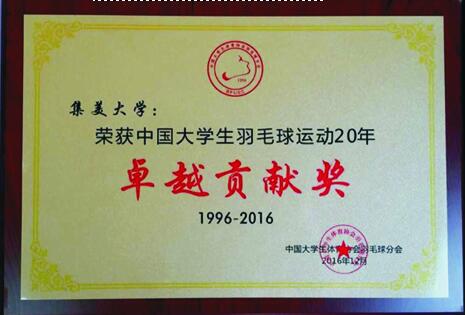 集美大学：
荣获中国大学生羽毛球运动20年
卓越贡献奖
1996-2016
中国大学生体育协会羽毛球分会
2016年12月